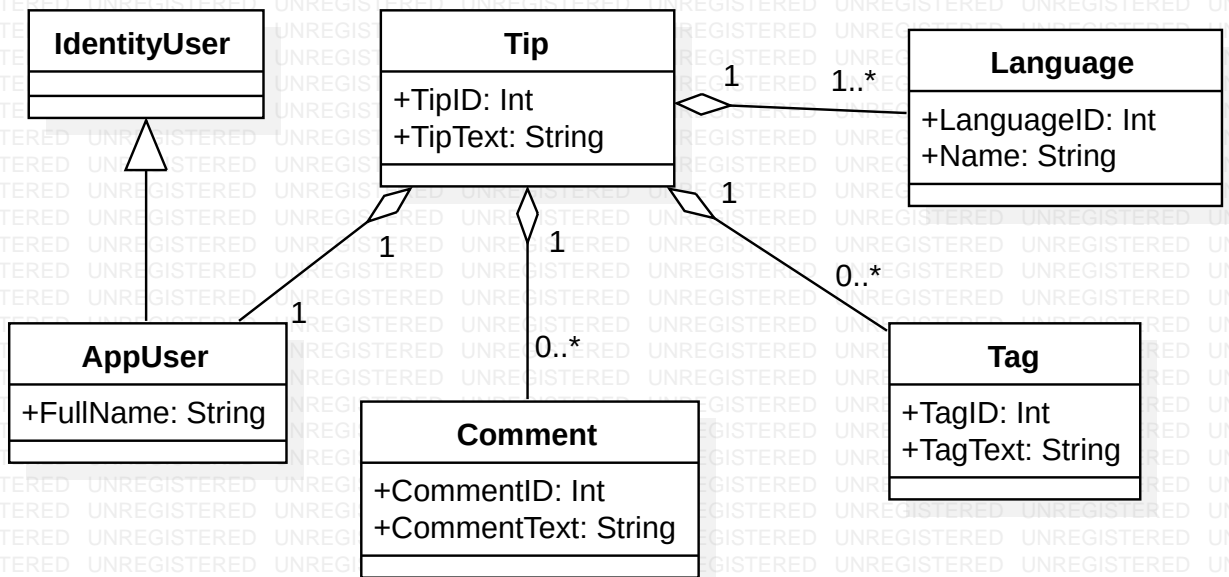 IdentityUser
Tip
+TipID: Int
+TipText: String
1
1..*
Language
+LanguageID: Int
+Name: String
1
1
1
0..*
1
0..*
AppUser
+FullName: String
Comment
+CommentID: Int
+CommentText: String
Tag
+TagID: Int
+TagText: String
UNREGISTERED